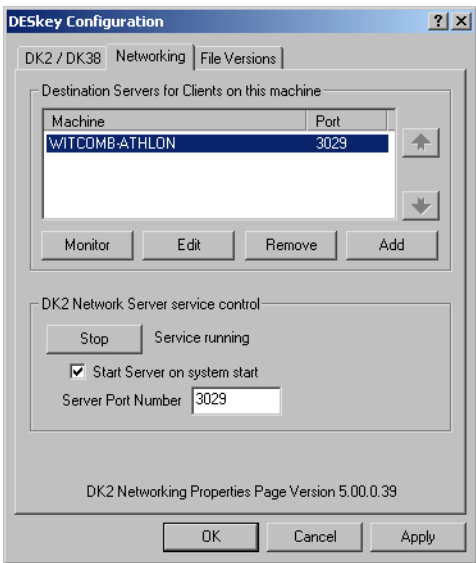 DESkey Configuration
DK2 / DK38 Networking File Versions
Destination Servers for Clients on this machine
Machine Port
WITCOMB-ATHLON 3029
Monitor Edit Remove Add
DK2 Network Server service control
Stop Service running
Start Server on system start
Server Port Number 3029
DK2 Networking Properties Page Version 5.00.0.39
OK Cancel Apply